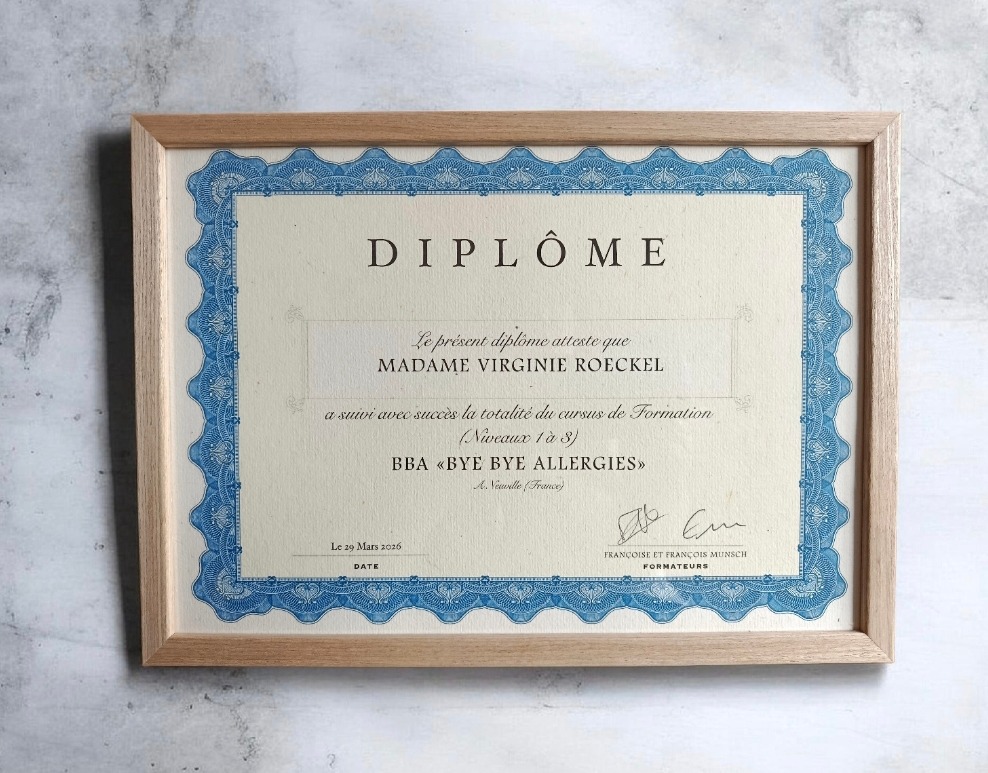 DIPLÔME
Le présent diplôme atteste que
MADAME VIRGINIE ROECKEL
a suivi avec succès la totalité du cursus de Formation
(Niveaux 1 à 3)
BBA «BYE BYE ALLERGIES»
A Neuville (France)
Le 29 Mars 2026
DATE
FRANÇOISE ET FRANÇOIS MUNSCH
FORMATEURS